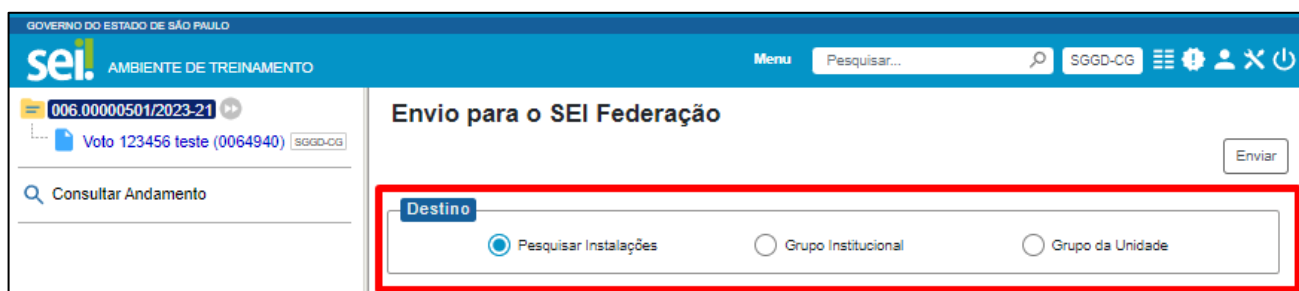 GOVERNO DO ESTADO DE SÃO PAULO
sei! AMBIENTE DE TREINAMENTO
Menu Pesquisar... SGGD-CG
006.00000501/2023-21
Voto 123456 teste (0064940) SGGD-CG
Consultar Andamento
Envio para o SEI Federação
Enviar
Destino
Pesquisar Instalações Grupo Institucional Grupo da Unidade